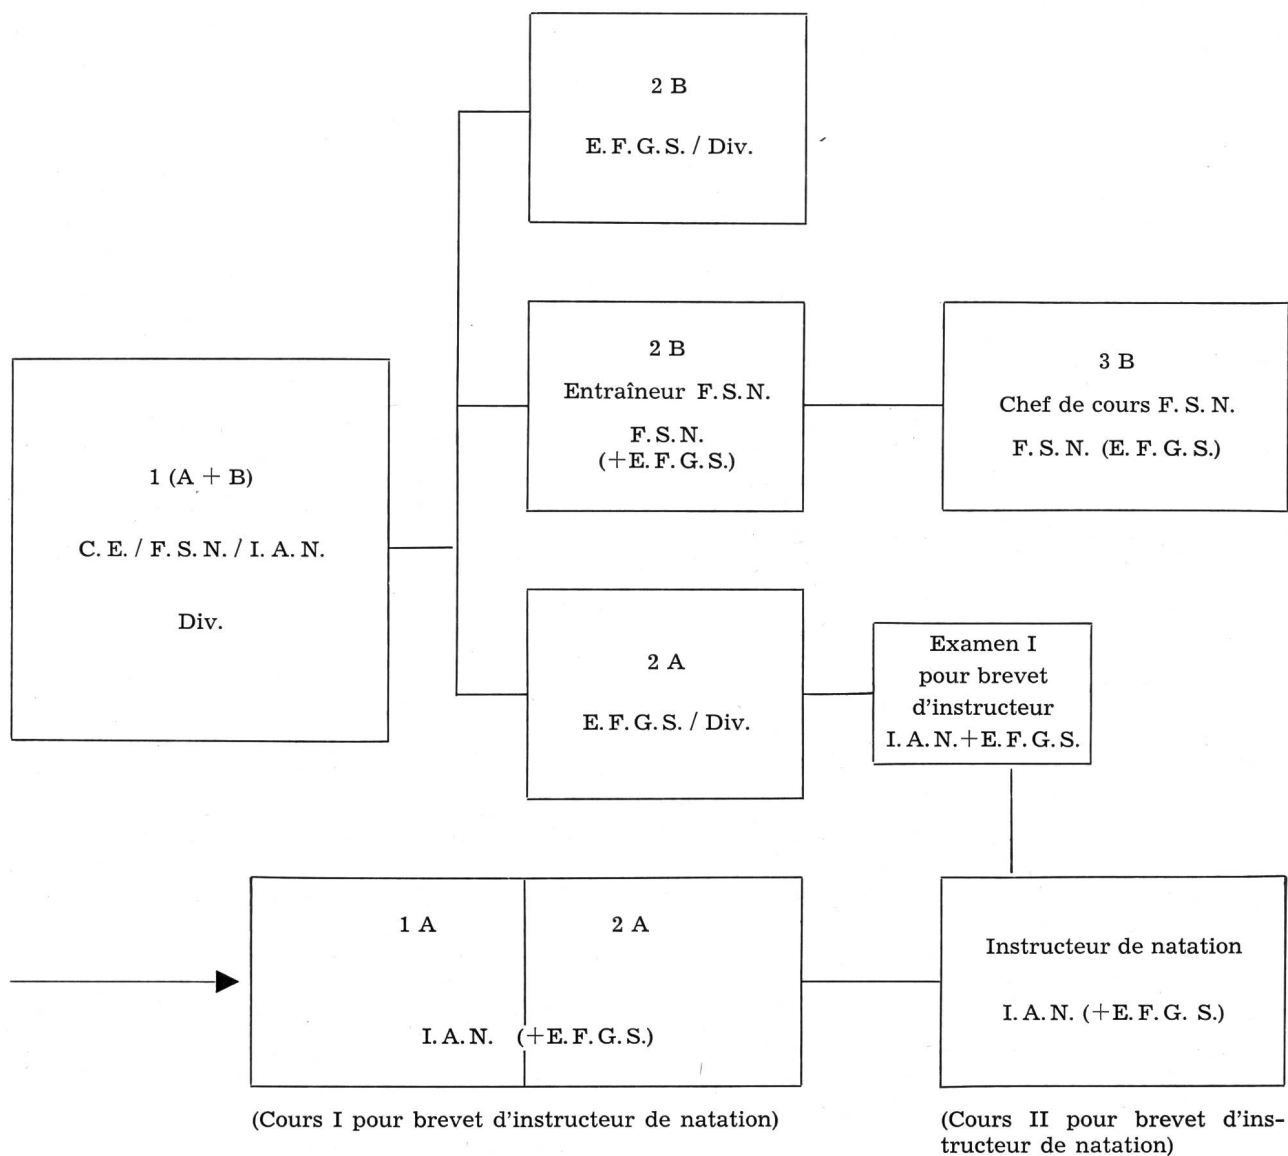 2 B
E. F. G. S. / Div.
2 B
Entraîneur F. S. N.
F. S. N.
(+E. F. G. S.)
3 B
Chef de cours F. S. N.
F. S. N. (E. F. G. S.)
1 (A + B)
C. E. / F. S. N. / I. A. N.
Div.
2 A
E. F. G. S. / Div.
Examen I
pour brevet
d'instructeur
I. A. N.+E. F. G. S.
1 A 2 A
I. A. N. (+E. F. G. S.)
Instructeur de natation
I. A. N. (+E. F. G. S.)
(Cours I pour brevet d'instructeur de natation)
(Cours II pour brevet d'ins-
tructeur de natation)